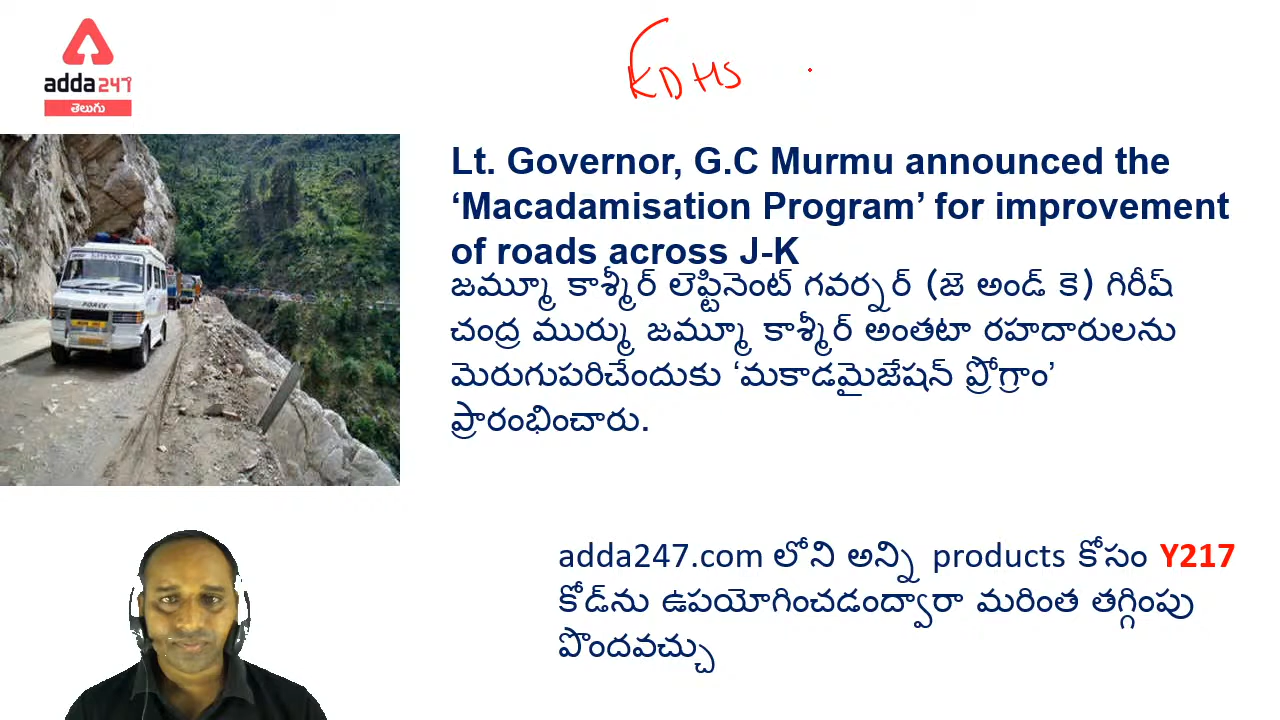 KDHS
adda247
తెలుగు
Lt. Governor, G.C Murmu announced the
‘Macadamisation Program’ for improvement
of roads across J-K
జమ్మూ కాశ్మీర్ లెఫ్టినెంట్ గవర్నర్ (జె అండ్ కె) గిరీష్
చంద్ర ముర్ము జమ్మూ కాశ్మీర్ అంతటా రహదారులను
మెరుగుపరిచేందుకు ‘మకాడమైజేషన్ ప్రోగ్రాం’
ప్రారంభించారు.
FORCE
adda247.com లోని అన్ని products కోసం Y217
కోడ్‌ను ఉపయోగించడంద్వారా మరింత తగ్గింపు
పొందవచ్చు